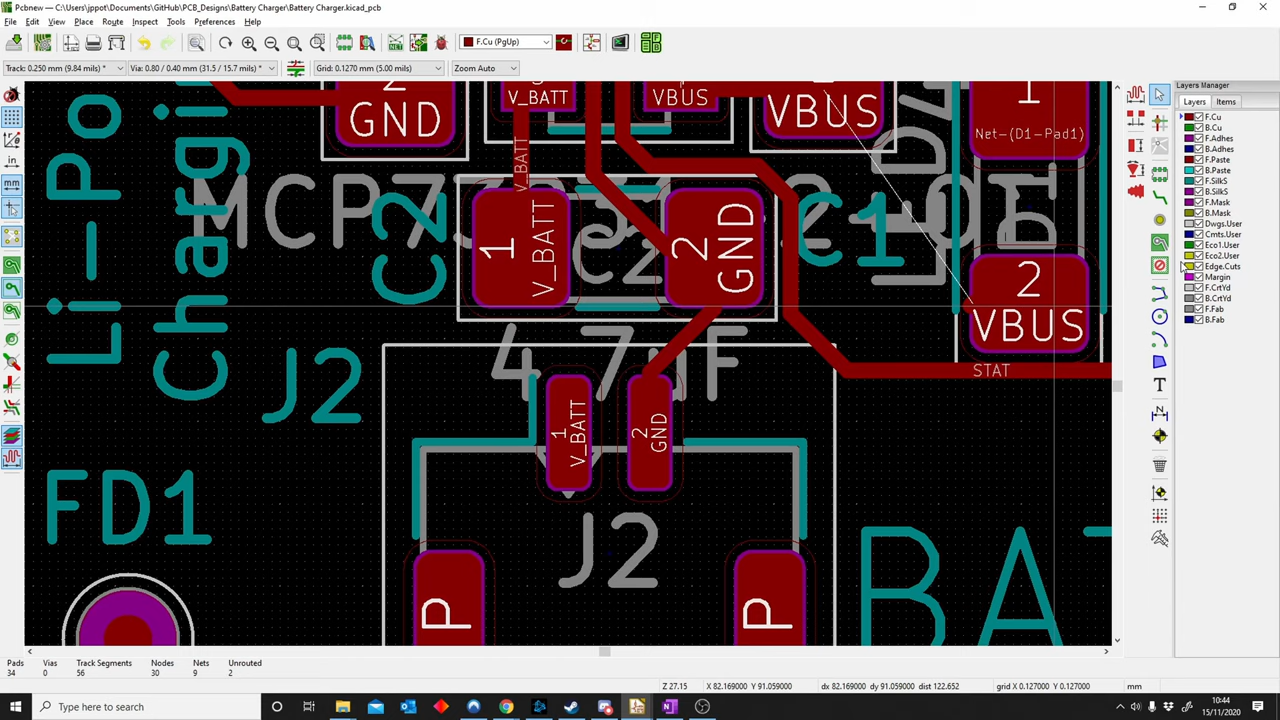 Pcbnew — C:\Users\jppot\Documents\GitHub\PCB_Designs\Battery Charger\Battery Charger.kicad_pcb
File Edit View Place Route Inspect Tools Preferences Help
F.Cu (PgUp)
Track: 0.250 mm (9.84 mils) * Via: 0.80 / 0.40 mm (31.5 / 15.7 mils) * Grid: 0.1270 mm (5.00 mils) Zoom Auto
Layers Manager
Layers Items
F.Cu
B.Cu
F.Adhes
B.Adhes
F.Paste
B.Paste
F.SilkS
B.SilkS
F.Mask
B.Mask
Dwgs.User
Cmts.User
Eco1.User
Eco2.User
Edge.Cuts
Margin
F.CrtYd
B.CrtYd
F.Fab
B.Fab
in
mm
Li-Po
Chargi
2
GND
V_BATT
VBUS
VBUS
1
Net-(D1-Pad1)
V_BATT
C2
1
V_BATT
C2
2
GND
C1
D1
2
VBUS
STAT
4.7uF
J2
1
V_BATT
2
GND
FD1
J2
P
P
BA
Pads Vias Track Segments Nodes Nets Unrouted
34 0 56 30 9 2
Z 27.15 X 82.169000 Y 91.059000 dx 82.169000 dy 91.059000 dist 122.652 grid X 0.127000 Y 0.127000 mm
Type here to search
10:44
15/11/2020